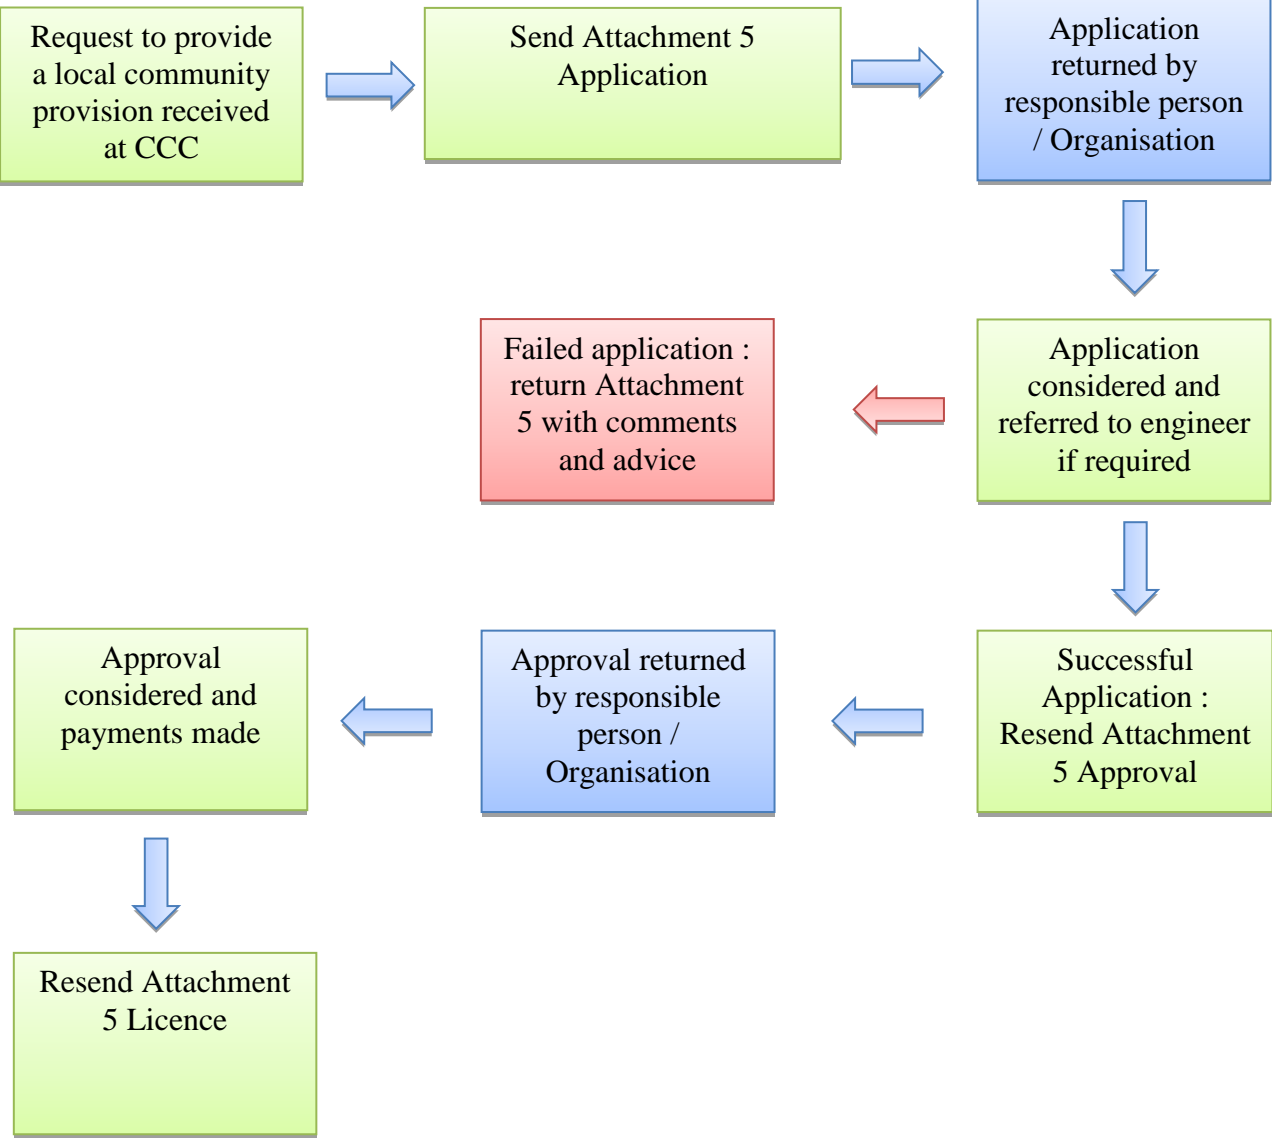 Request to provide
a local community
provision received
at CCC
Send Attachment 5
Application
Application
returned by
responsible person
/ Organisation
Failed application :
return Attachment
5 with comments
and advice
Application
considered and
referred to engineer
if required
Approval
considered and
payments made
Approval returned
by responsible
person /
Organisation
Successful
Application :
Resend Attachment
5 Approval
Resend Attachment
5 Licence